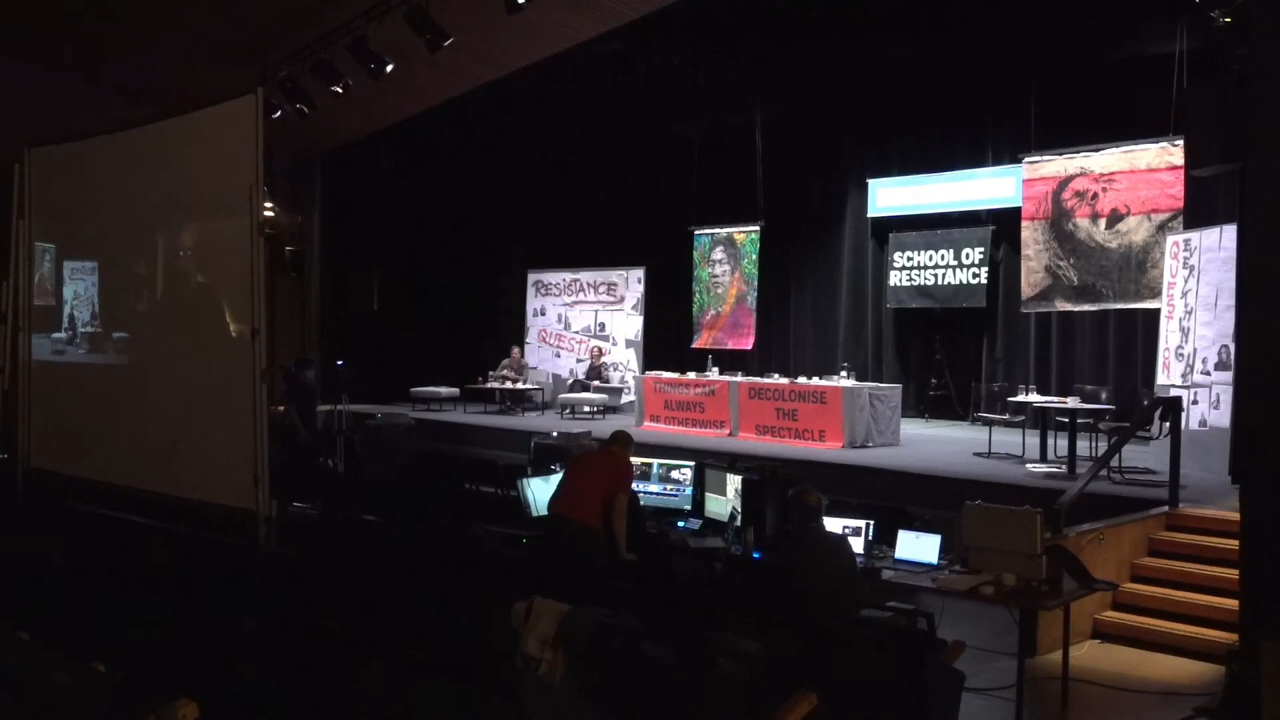 RESISTANCE
QUESTION
THINGS CAN
ALWAYS
BE OTHERWISE
DECOLONISE
THE
SPECTACLE
SCHOOL OF
RESISTANCE
QUESTION
EVERYTHING